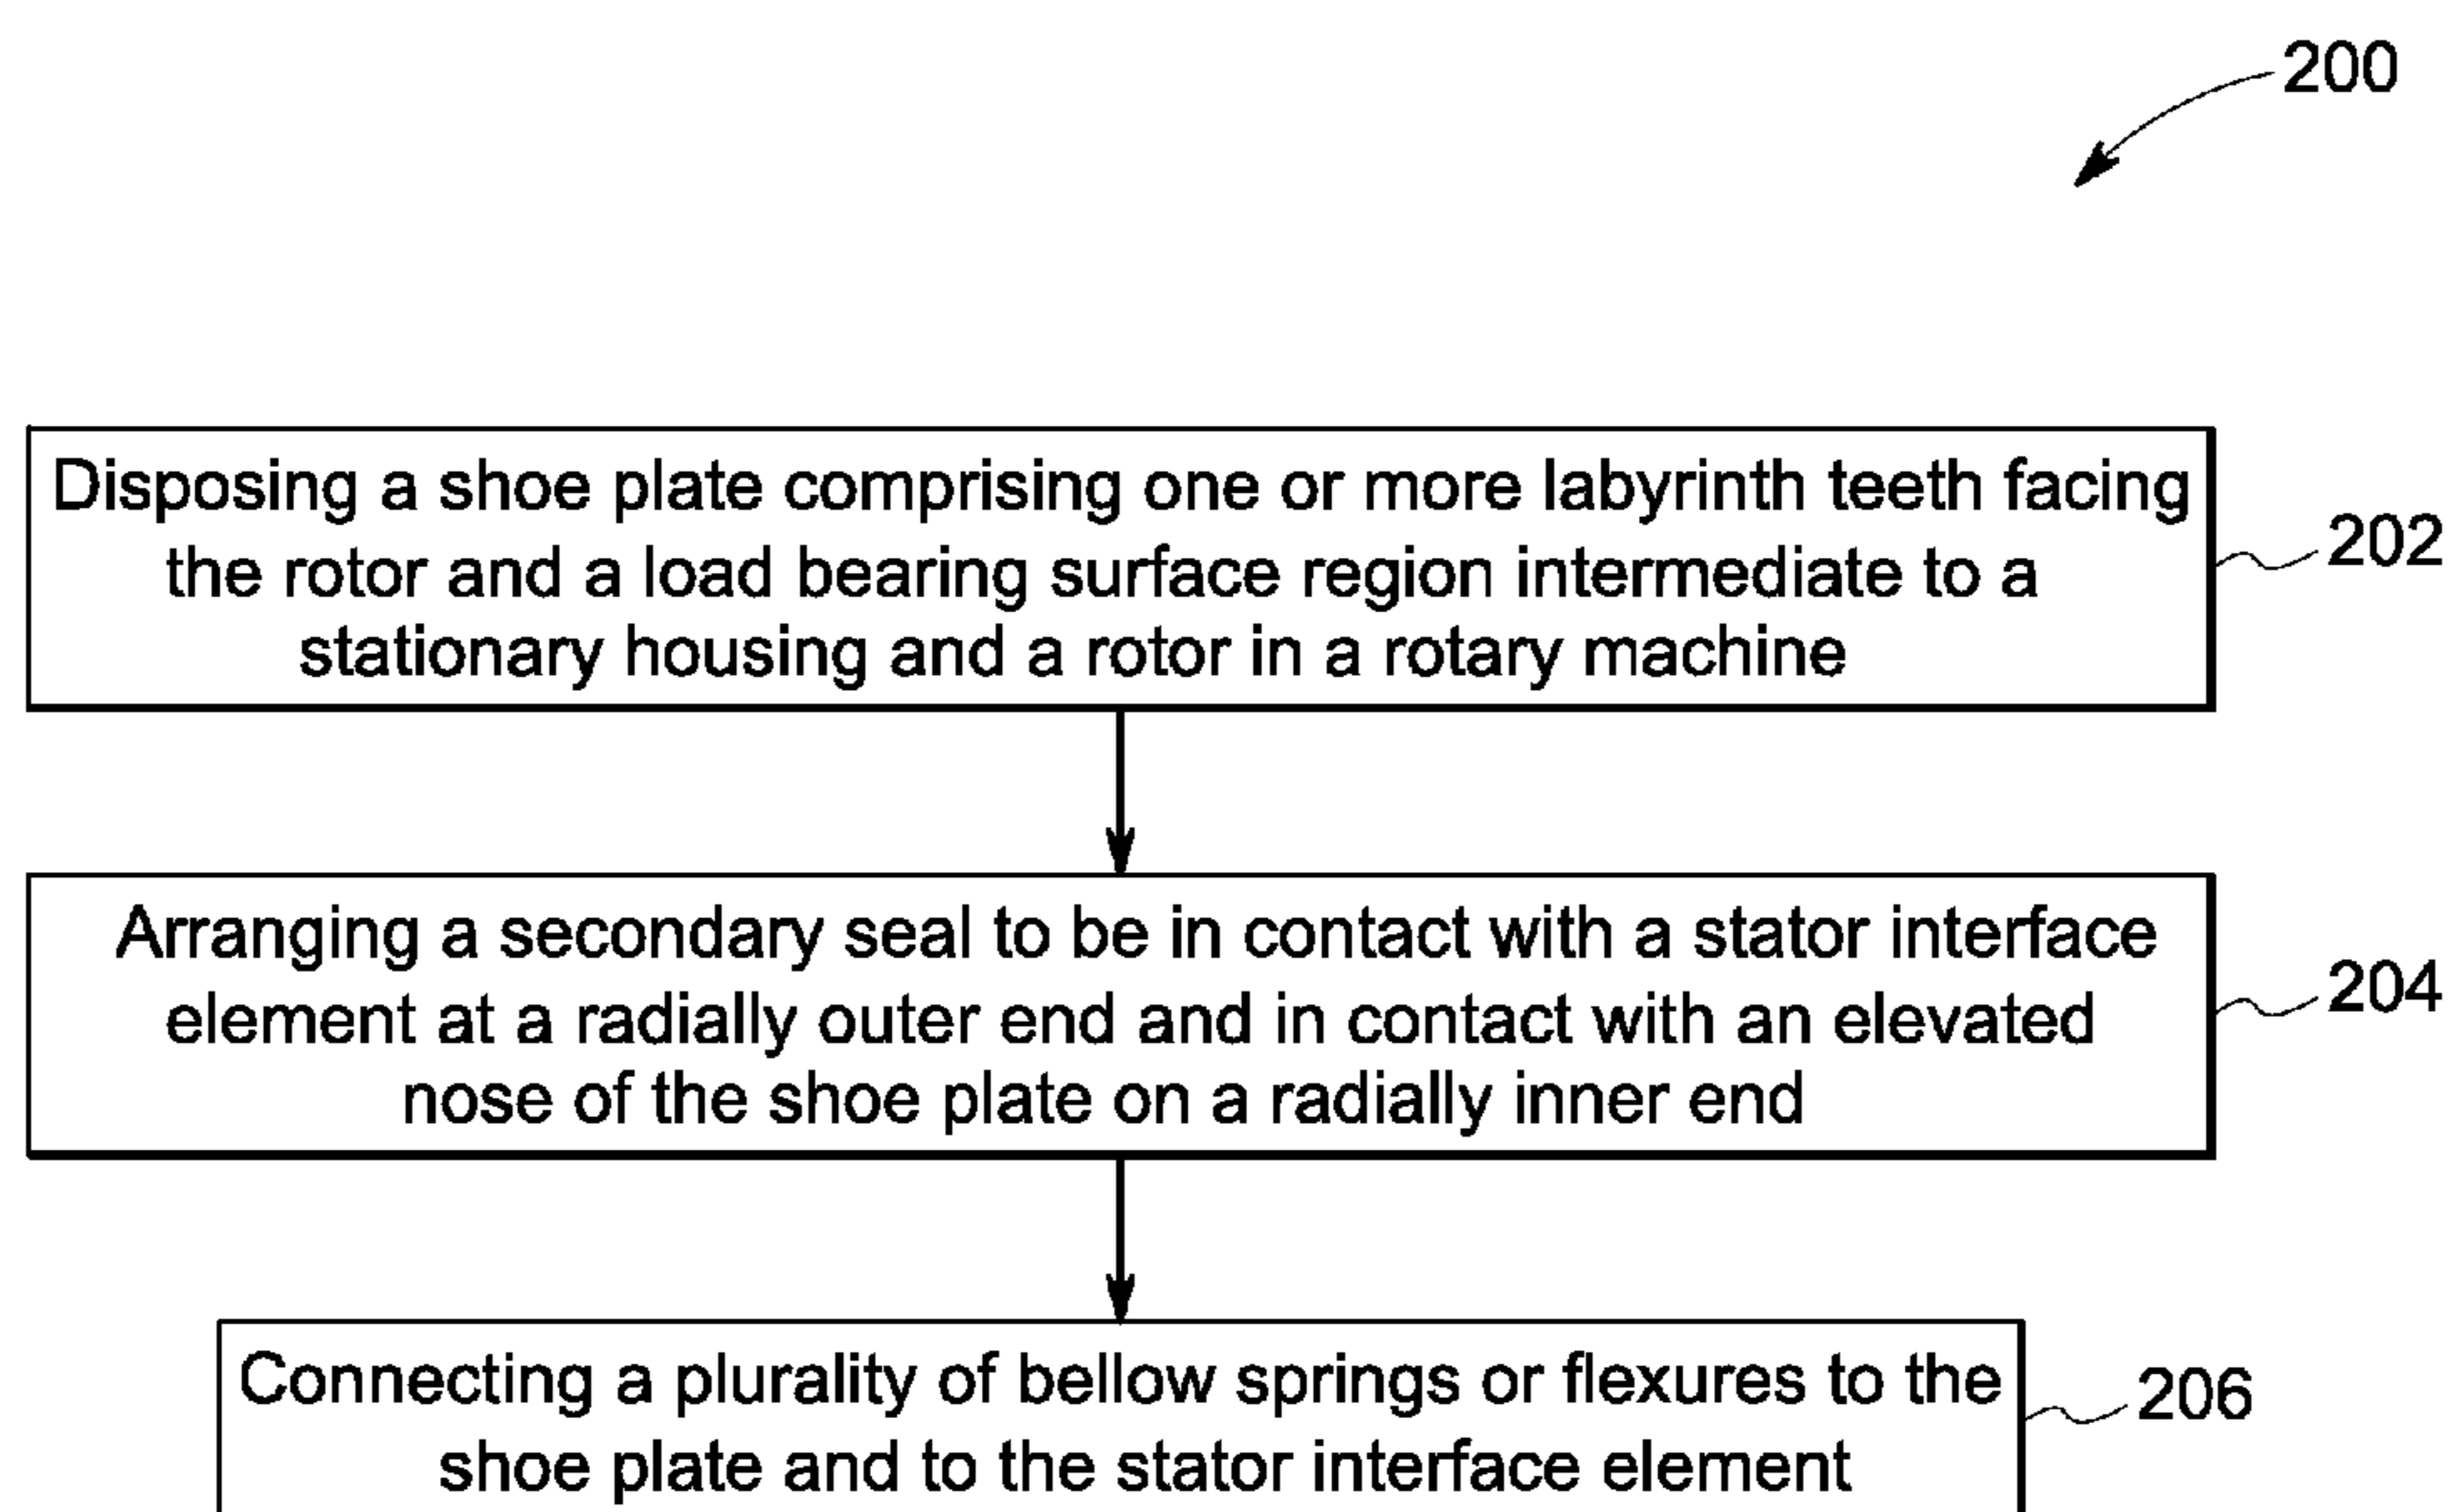 200
Disposing a shoe plate comprising one or more labyrinth teeth facing
the rotor and a load bearing surface region intermediate to a
stationary housing and a rotor in a rotary machine
202
Arranging a secondary seal to be in contact with a stator interface
element at a radially outer end and in contact with an elevated
nose of the shoe plate on a radially inner end
204
Connecting a plurality of bellow springs or flexures to the
shoe plate and to the stator interface element
206